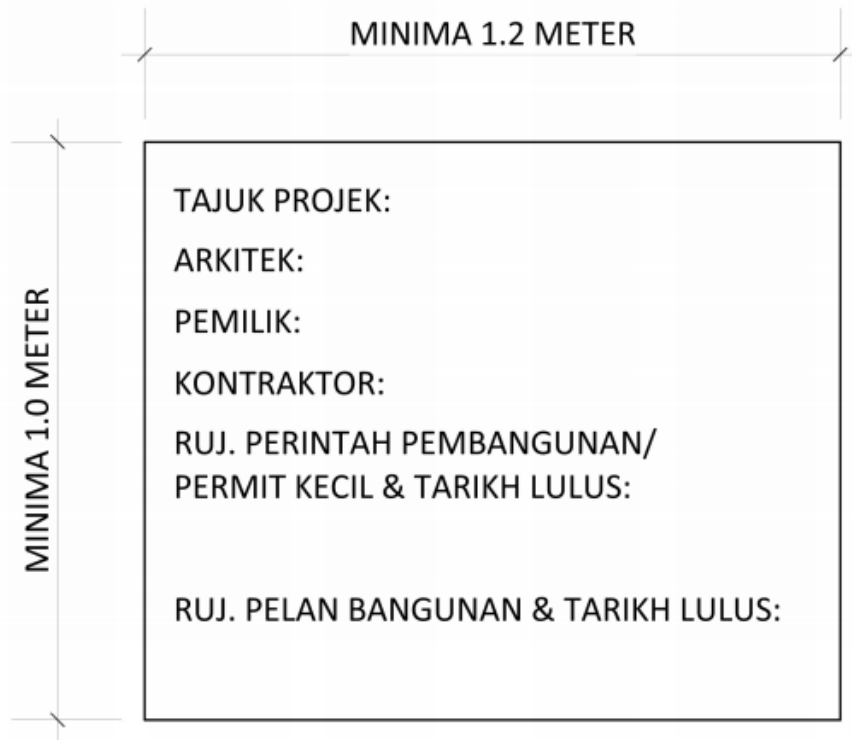 MINIMA 1.2 METER
MINIMA 1.0 METER
TAJUK PROJEK:
ARKITEK:
PEMILIK:
KONTRAKTOR:
RUJ. PERINTAH PEMBANGUNAN/
PERMIT KECIL & TARIKH LULUS:
RUJ. PELAN BANGUNAN & TARIKH LULUS: